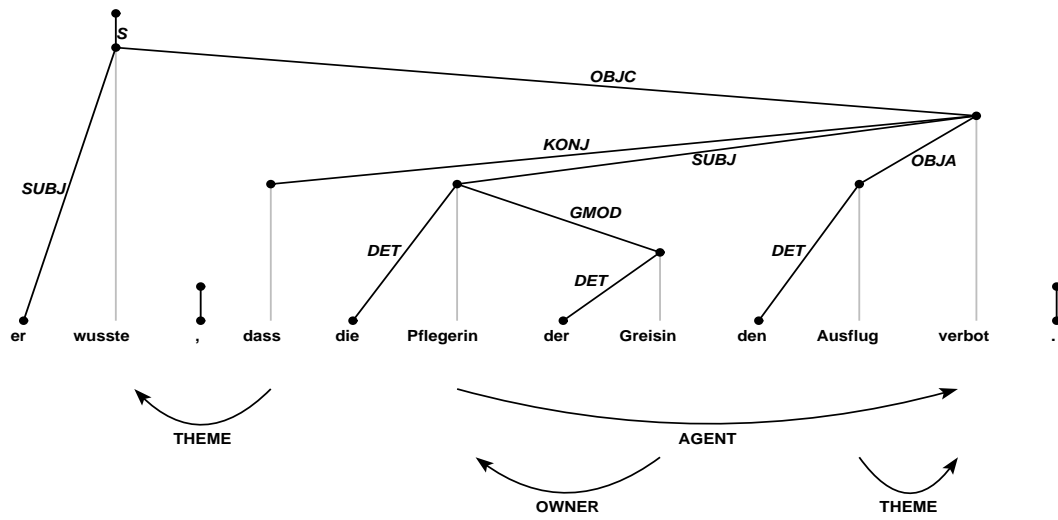 S
OBJC
KONJ
SUBJ
OBJA
SUBJ
GMOD
DET
DET
DET
er wusste , dass die Pflegerin der Greisin den Ausflug verbot .
THEME
AGENT
OWNER
THEME